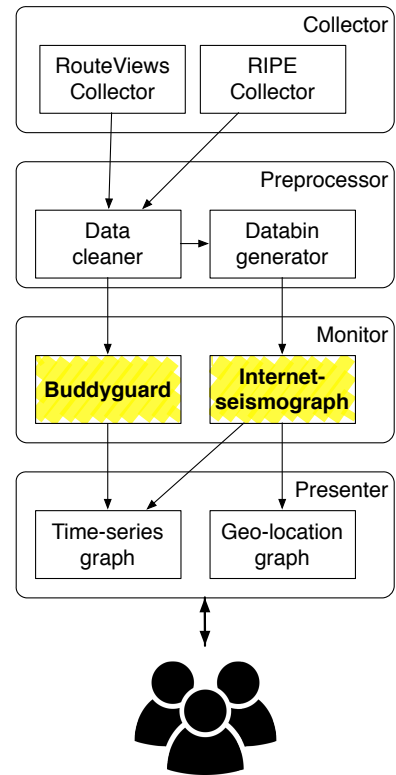 Collector
RouteViews
Collector
RIPE
Collector
Preprocessor
Data
cleaner
Databin
generator
Monitor
Buddyguard
Internet-
seismograph
Presenter
Time-series
graph
Geo-location
graph